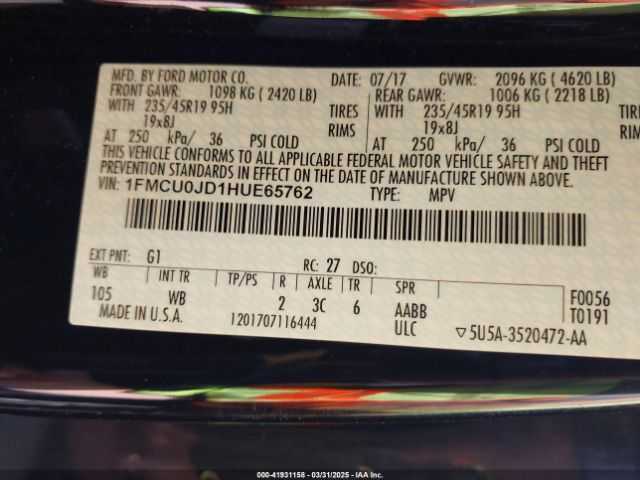 MFD. BY FORD MOTOR CO. DATE: 07/17 GVWR: 2096 KG ( 4620 LB)
FRONT GAWR: 1098 KG ( 2420 LB) REAR GAWR: 1006 KG ( 2218 LB)
WITH 235/45R19 95H TIRES WITH 235/45R19 95H TIRE
19x8J RIMS 19x8J RIMS
AT 250 kPa/ 36 PSI COLD AT 250 kPa/ 36 PSI COLD
THIS VEHICLE CONFORMS TO ALL APPLICABLE FEDERAL MOTOR VEHICLE SAFETY AND THEFT
PREVENTION STANDARDS IN EFFECT ON THE DATE OF MANUFACTURE SHOWN ABOVE.
VIN: 1FMCU0JD1HUE65762 TYPE: MPV
EXT PNT: G1 RC: 27 DSO:
WB INT TR TP/PS R AXLE TR SPR F0056
105 WB 2 3C 6 AABB T0191
MADE IN U.S.A. 1201707116444 ULC ▽5U5A-3520472-AA
000-41931158 - 03/31/2025 - IAA Inc.